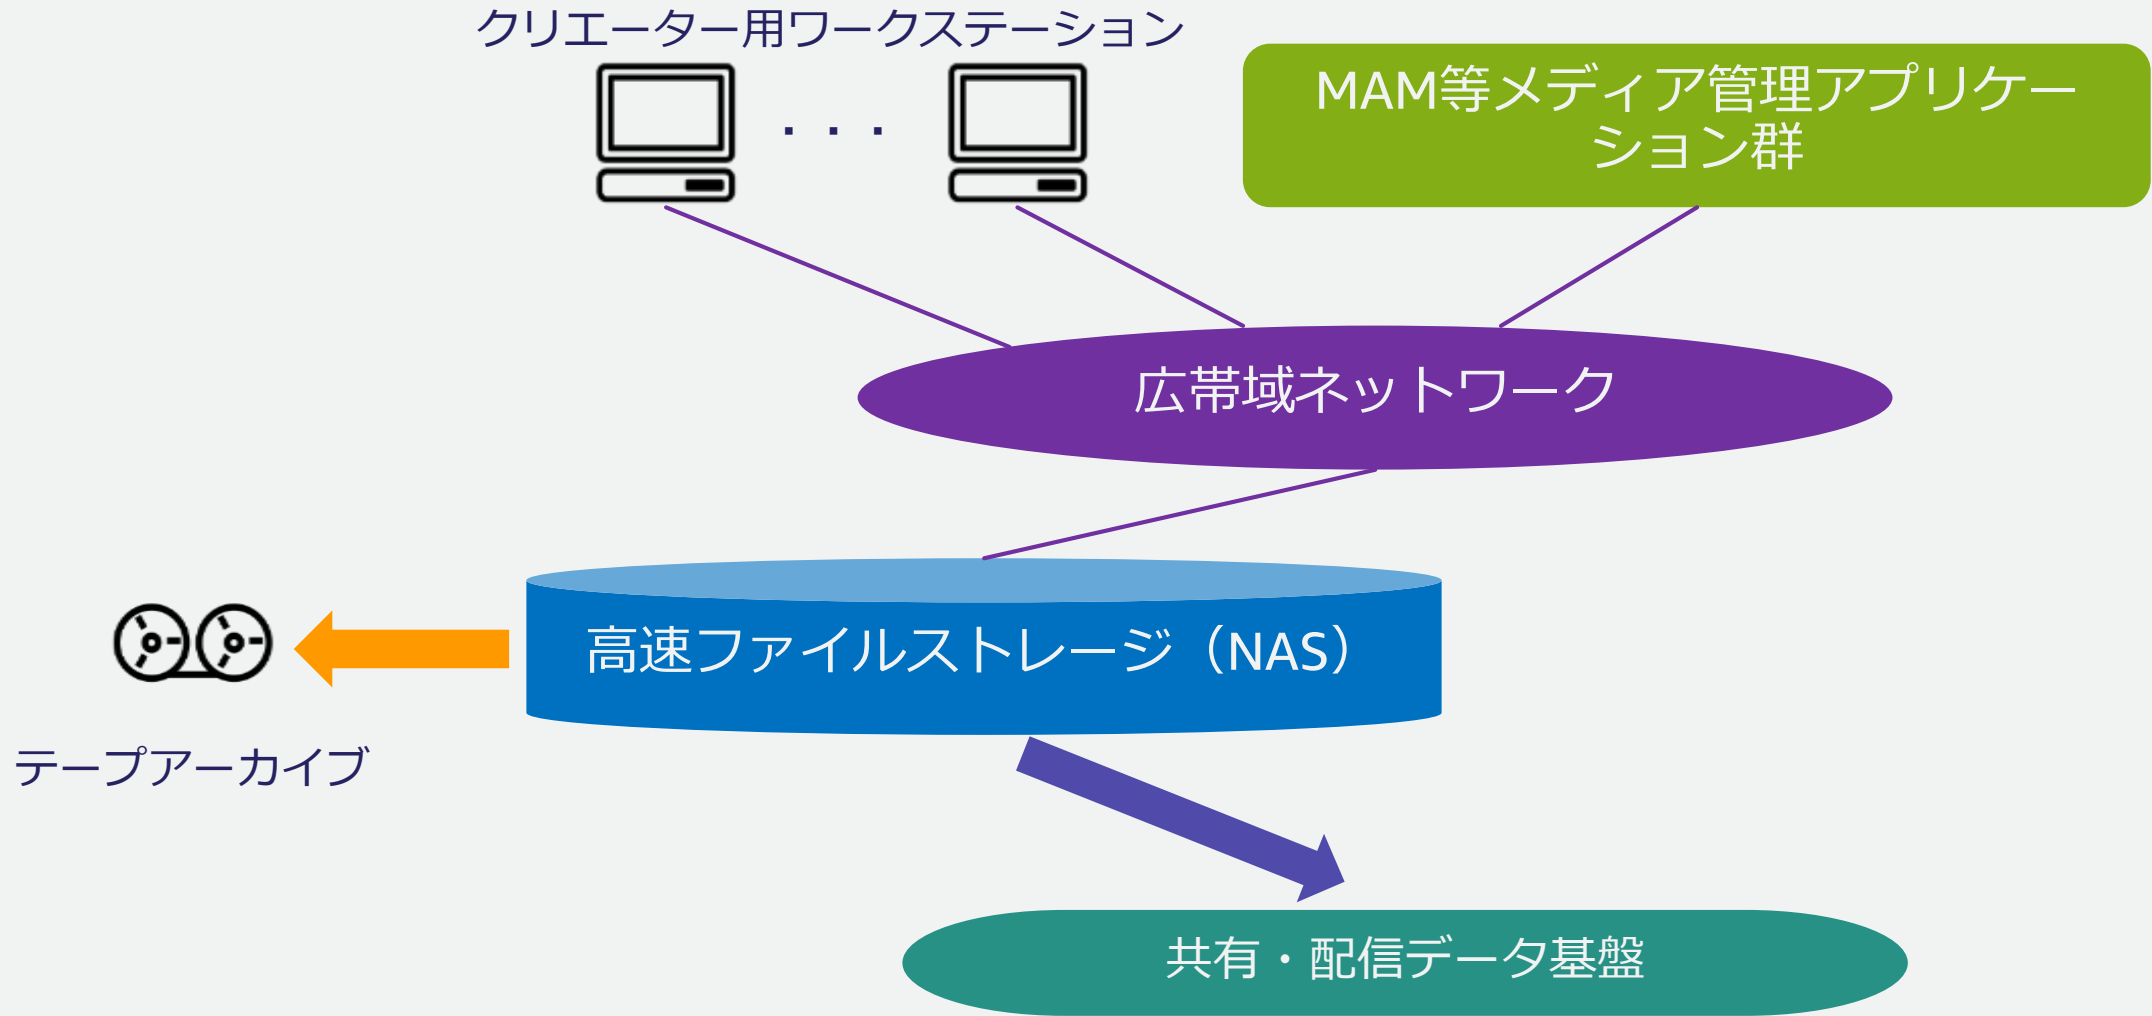 クリエーター用ワークステーション
・・・
MAM等メディア管理アプリケー
ション群
広帯域ネットワーク
高速ファイルストレージ（NAS）
テープアーカイブ
共有・配信データ基盤